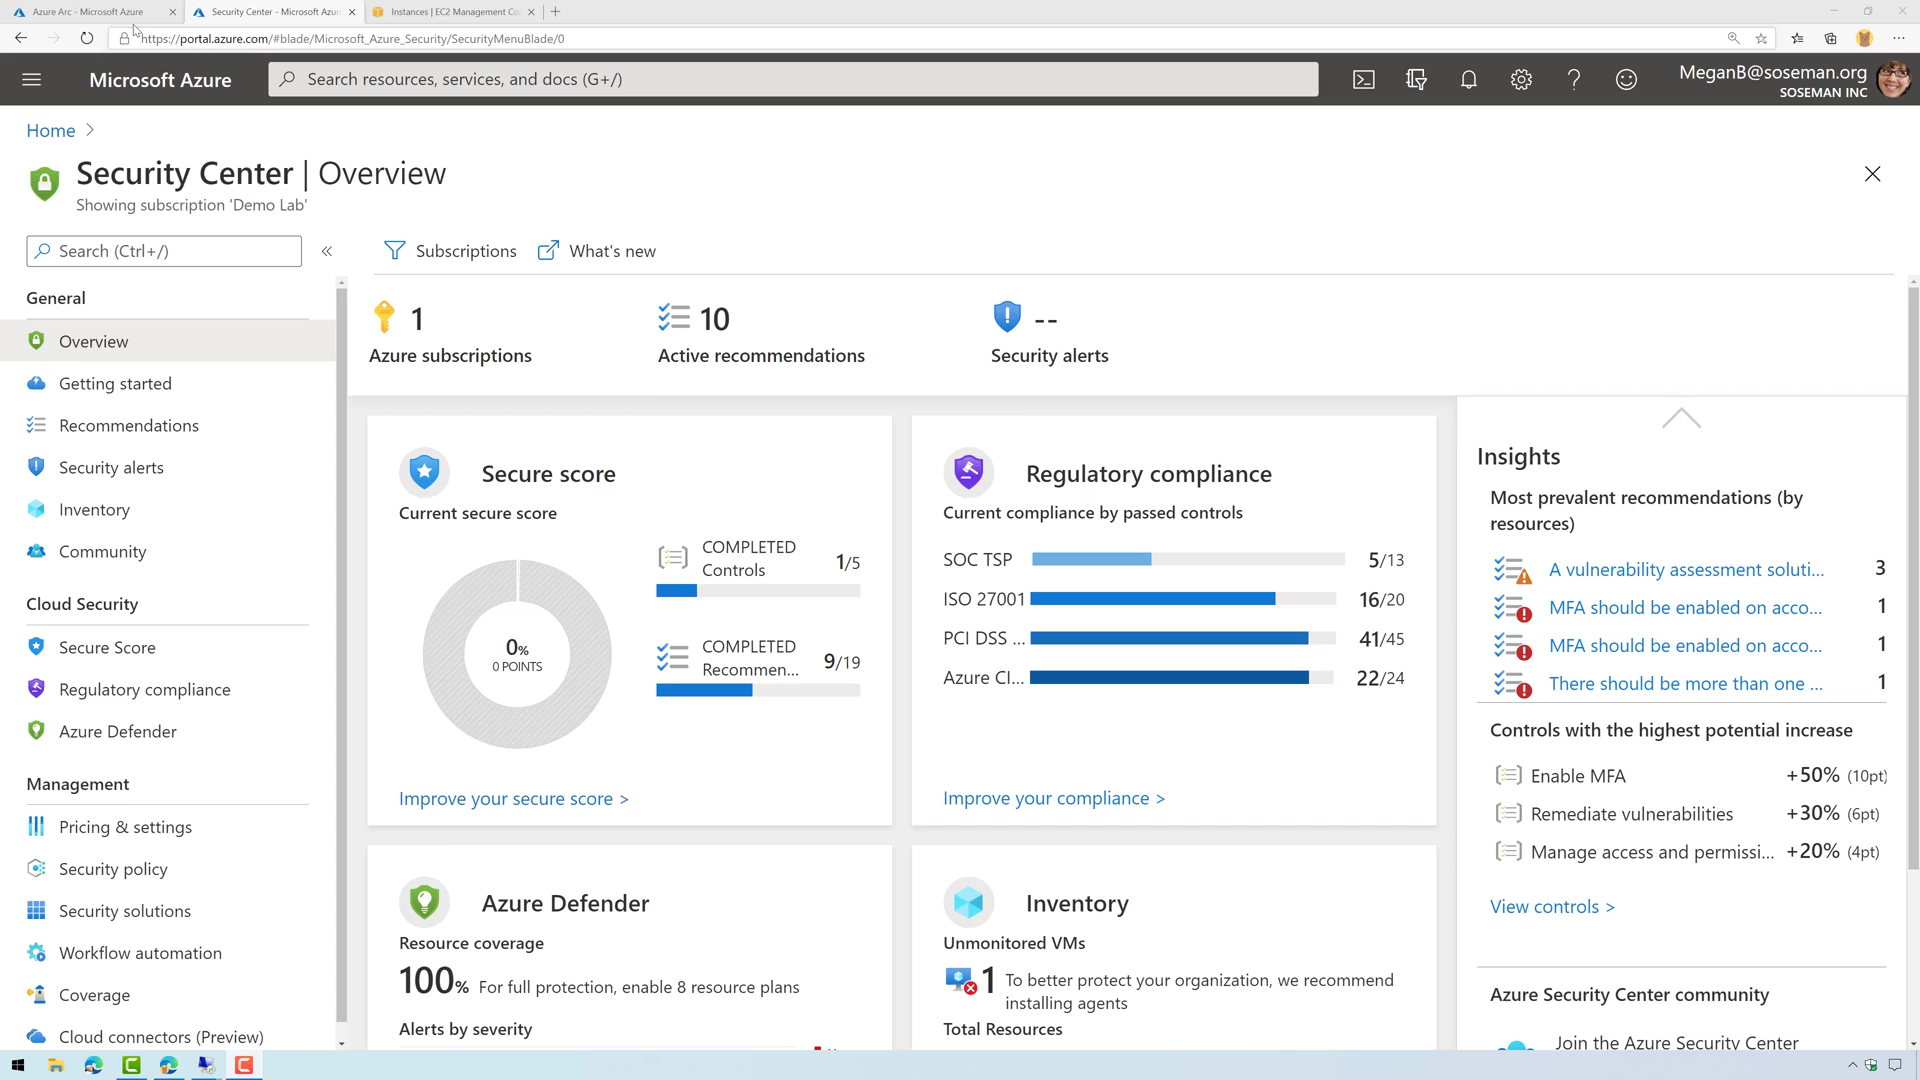 Azure Arc - Microsoft Azure
Security Center - Microsoft Azur
Instances | EC2 Management Co
https://portal.azure.com/#blade/Microsoft_Azure_Security/SecurityMenuBlade/0
Microsoft Azure
Search resources, services, and docs (G+/)
MeganB@soseman.org
SOSEMAN INC
Home
Security Center | Overview
Showing subscription 'Demo Lab'
Search (Ctrl+/)
«
Subscriptions
What's new
General
Overview
Getting started
Recommendations
Security alerts
Inventory
Community
Cloud Security
Secure Score
Regulatory compliance
Azure Defender
Management
Pricing & settings
Security policy
Security solutions
Workflow automation
Coverage
Cloud connectors (Preview)
1
Azure subscriptions
10
Active recommendations
--
Security alerts
Secure score
Current secure score
0%
0 POINTS
COMPLETED
Controls
1/5
COMPLETED
Recommen...
9/19
Improve your secure score >
Regulatory compliance
Current compliance by passed controls
SOC TSP 5/13
ISO 27001 16/20
PCI DSS ... 41/45
Azure CI... 22/24
Improve your compliance >
Azure Defender
Resource coverage
100% For full protection, enable 8 resource plans
Alerts by severity
Inventory
Unmonitored VMs
1 To better protect your organization, we recommend
installing agents
Total Resources
Insights
Most prevalent recommendations (by
resources)
A vulnerability assessment soluti... 3
MFA should be enabled on acco... 1
MFA should be enabled on acco... 1
There should be more than one ... 1
Controls with the highest potential increase
Enable MFA +50% (10pt)
Remediate vulnerabilities +30% (6pt)
Manage access and permissi... +20% (4pt)
View controls >
Azure Security Center community
Join the Azure Security Center